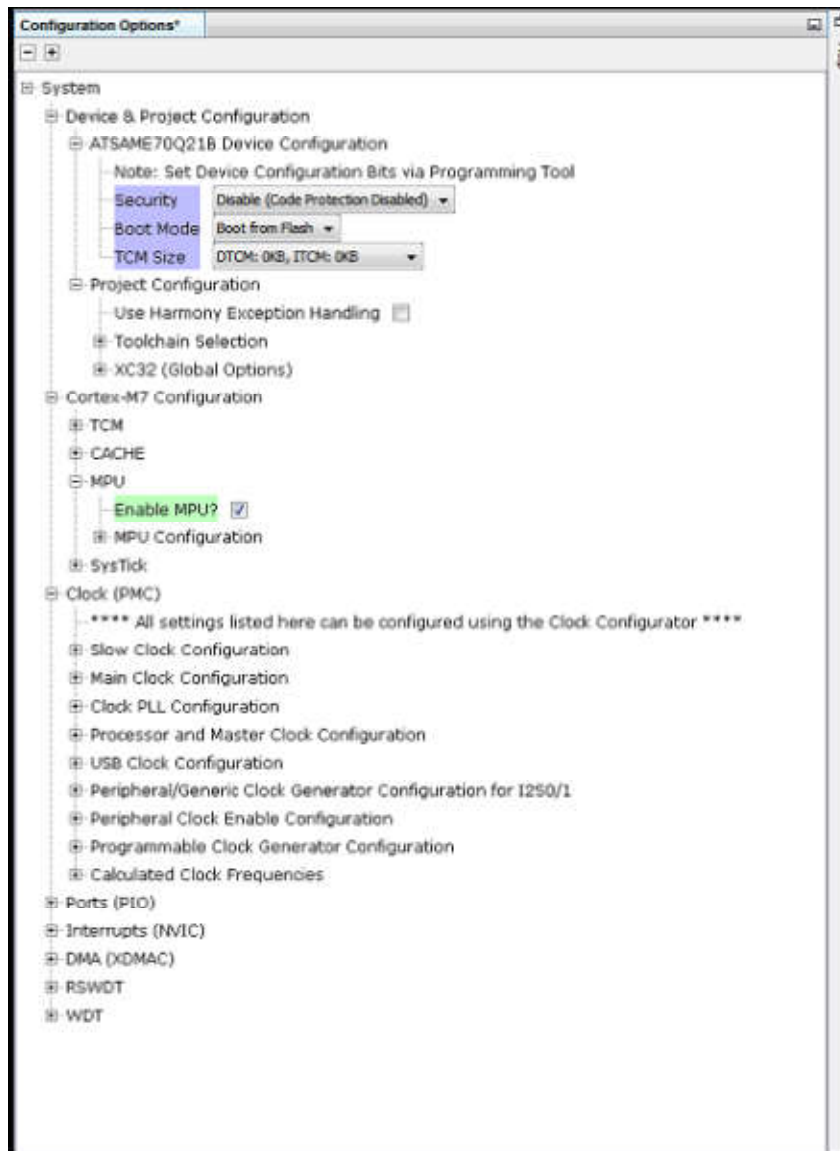 Configuration Options*
System
Device & Project Configuration
ATSAME70Q21B Device Configuration
Note: Set Device Configuration Bits via Programming Tool
Security Disable (Code Protection Disabled)
Boot Mode Boot from Flash
TCM Size DTCM: 0KB, ITCM: 0KB
Project Configuration
Use Harmony Exception Handling
Toolchain Selection
XC32 (Global Options)
Cortex-M7 Configuration
TCM
CACHE
MPU
Enable MPU?
MPU Configuration
SysTick
Clock (PMC)
**** All settings listed here can be configured using the Clock Configurator ****
Slow Clock Configuration
Main Clock Configuration
Clock PLL Configuration
Processor and Master Clock Configuration
USB Clock Configuration
Peripheral/Generic Clock Generator Configuration for I2S0/1
Peripheral Clock Enable Configuration
Programmable Clock Generator Configuration
Calculated Clock Frequencies
Ports (PIO)
Interrupts (NVIC)
DMA (XDMAC)
RSWDT
WDT